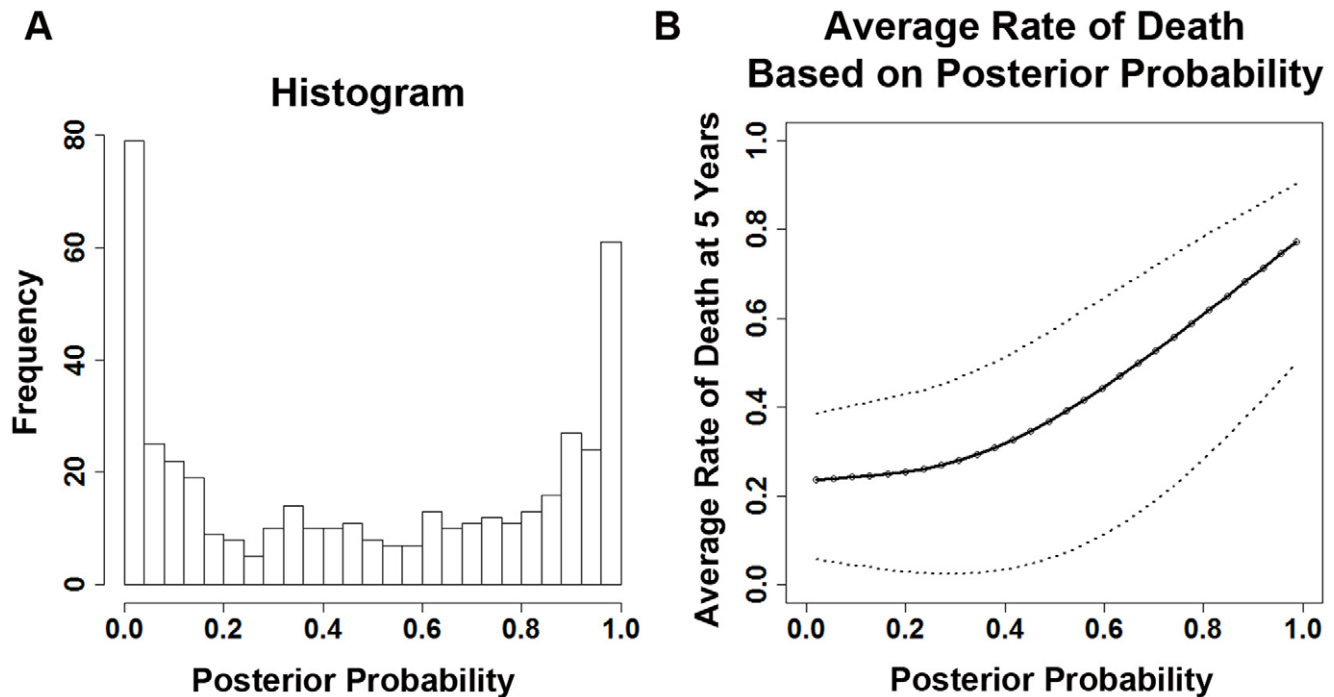 A
Histogram
Frequency
80
60
40
20
0
0.0 0.2 0.4 0.6 0.8 1.0
Posterior Probability
B
Average Rate of Death
Based on Posterior Probability
Average Rate of Death at 5 Years
1.0
0.8
0.6
0.4
0.2
0.0
0.0 0.2 0.4 0.6 0.8 1.0
Posterior Probability